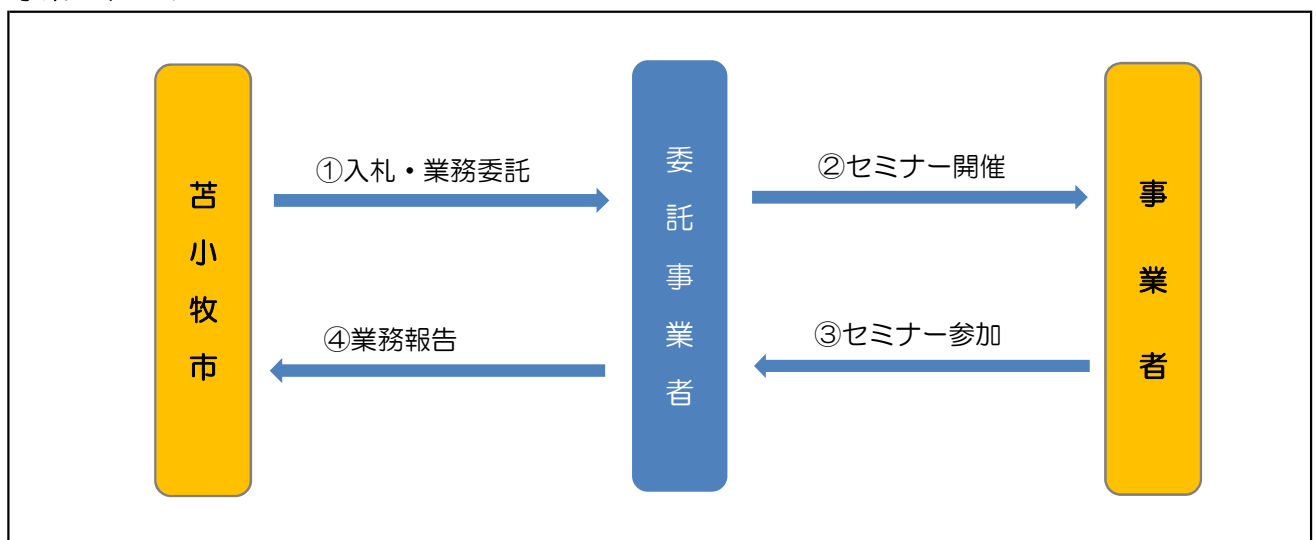 苫小牧市
①入札・業務委託
委託事業者
②セミナー開催
事業者
④業務報告
③セミナー参加